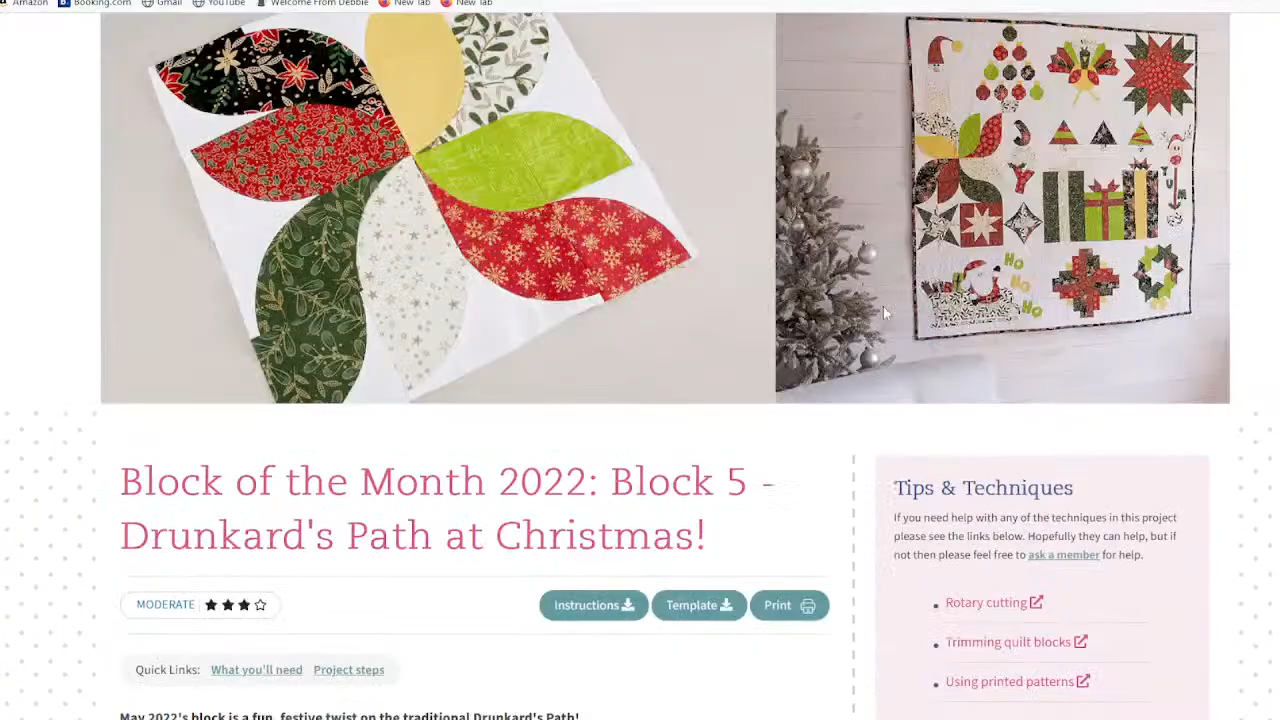 Amazon Booking.com Gmail YouTube Welcome From Debbie New Tab New Tab
HO
HO
HO
Block of the Month 2022: Block 5 -
Drunkard's Path at Christmas!
MODERATE
Instructions Template Print
Quick Links: What you'll need Project steps
May 2022's block is a fun, festive twist on the traditional Drunkard's Path!
Tips & Techniques
If you need help with any of the techniques in this project
please see the links below. Hopefully they can help, but if
not then please feel free to ask a member for help.
Rotary cutting
Trimming quilt blocks
Using printed patterns